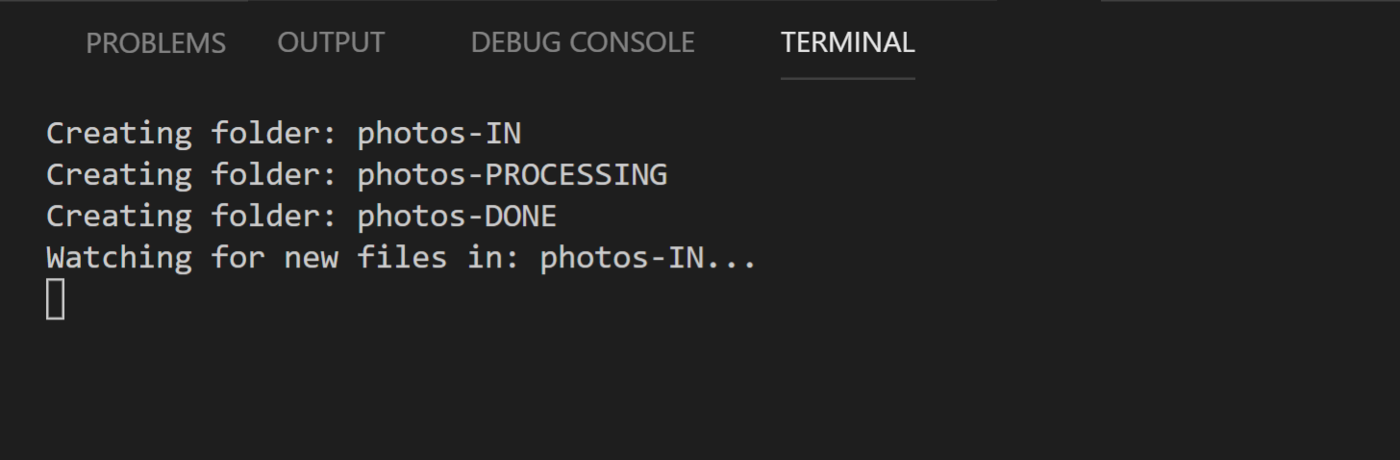 PROBLEMS OUTPUT DEBUG CONSOLE TERMINAL
Creating folder: photos-IN
Creating folder: photos-PROCESSING
Creating folder: photos-DONE
Watching for new files in: photos-IN...